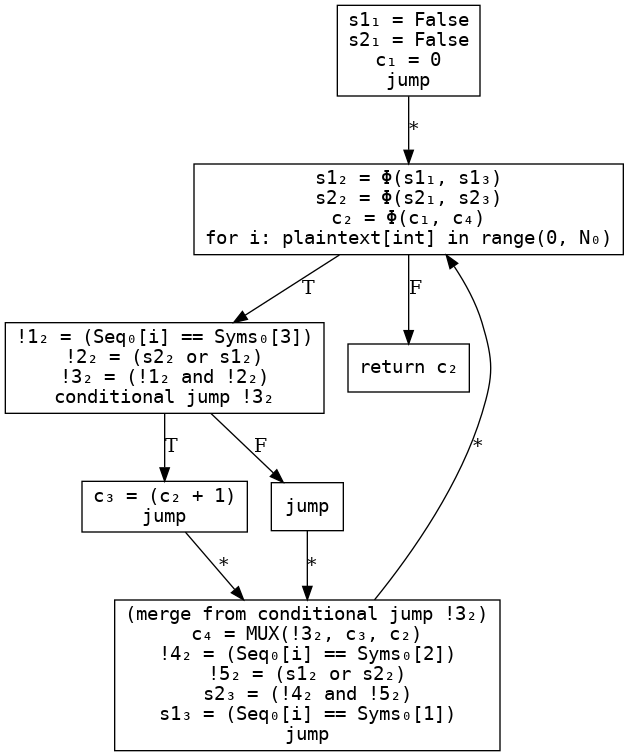 s1₁ = False
s2₁ = False
c₁ = 0
jump
*
s1₂ = Φ(s1₁, s1₃)
s2₂ = Φ(s2₁, s2₃)
c₂ = Φ(c₁, c₄)
for i: plaintext[int] in range(0, N₀)
T
F
!1₂ = (Seq₀[i] == Syms₀[3])
!2₂ = (s2₂ or s1₂)
!3₂ = (!1₂ and !2₂)
conditional jump !3₂
return c₂
T
F
*
c₃ = (c₂ + 1)
jump
jump
*
*
(merge from conditional jump !3₂)
c₄ = MUX(!3₂, c₃, c₂)
!4₂ = (Seq₀[i] == Syms₀[2])
!5₂ = (s1₂ or s2₂)
s2₃ = (!4₂ and !5₂)
s1₃ = (Seq₀[i] == Syms₀[1])
jump